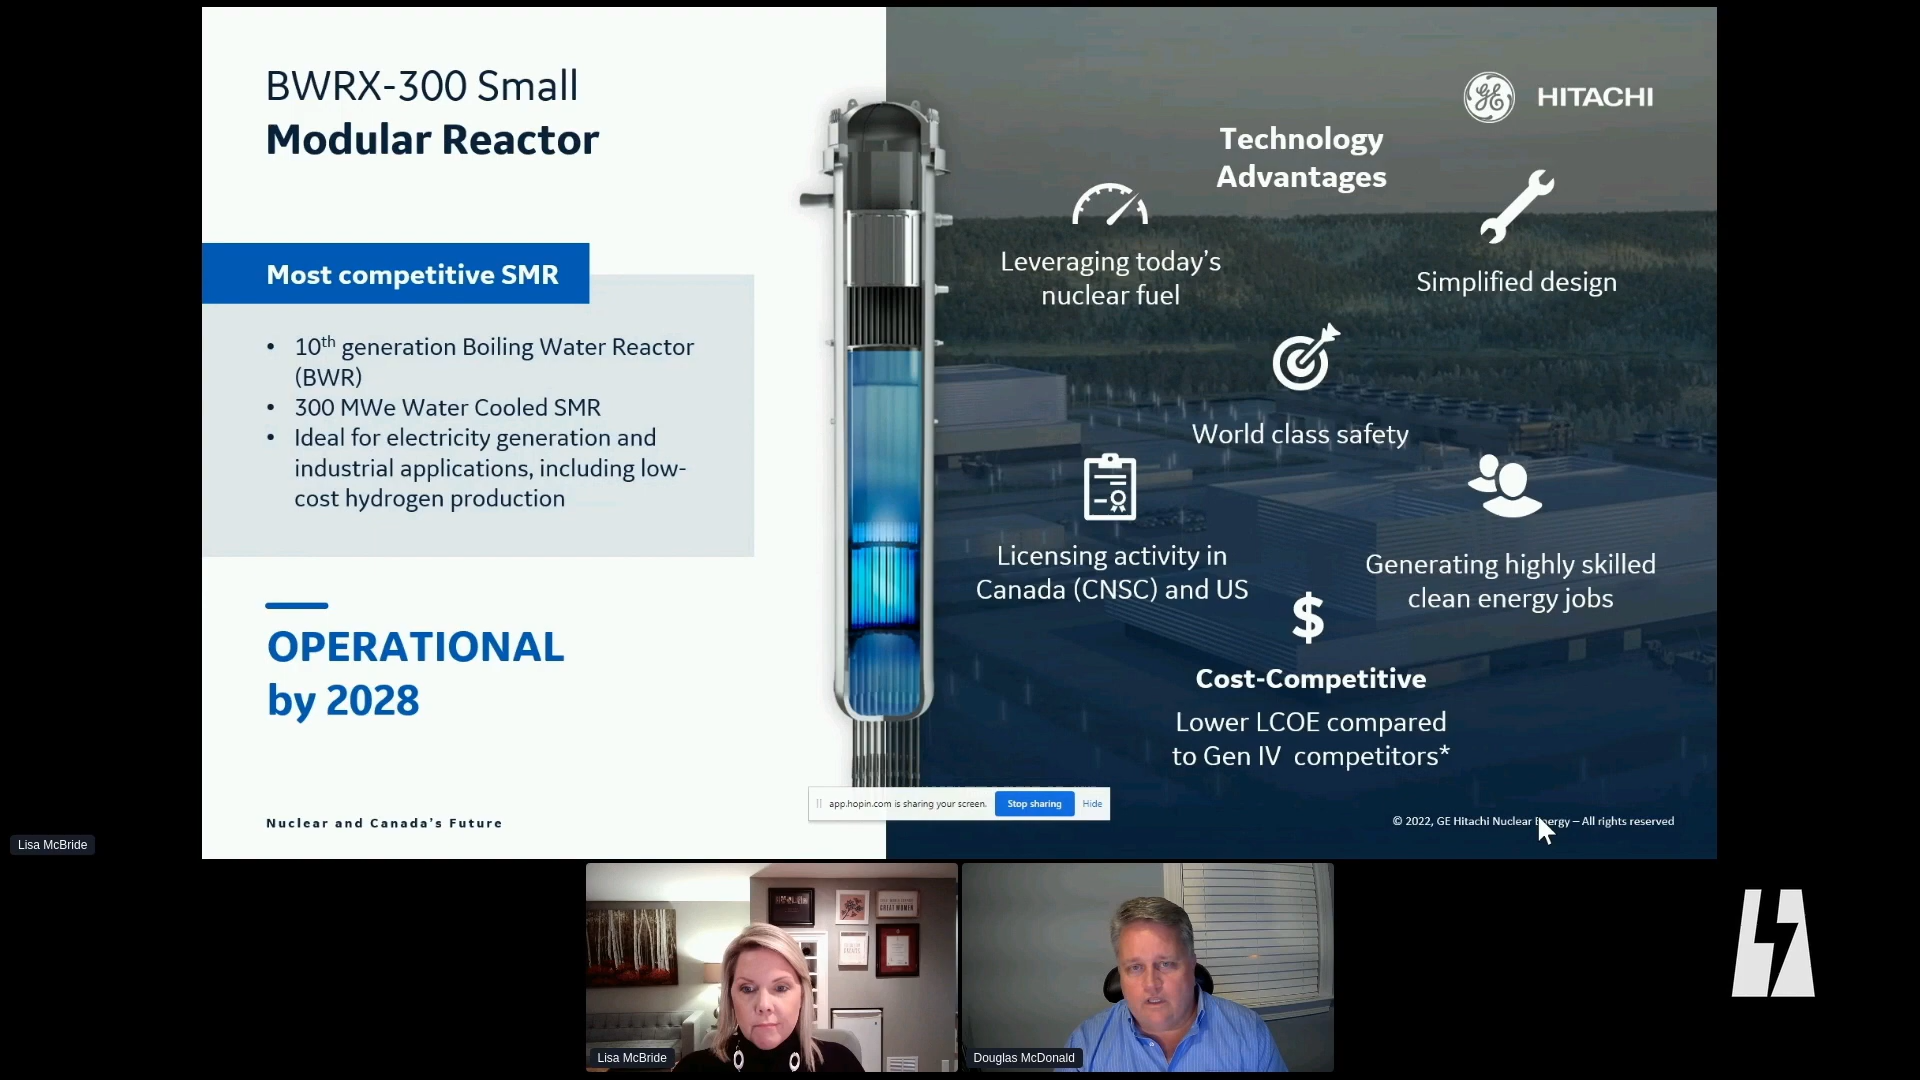 BWRX-300 Small
Modular Reactor
Most competitive SMR
• 10th generation Boiling Water Reactor
(BWR)
• 300 MWe Water Cooled SMR
• Ideal for electricity generation and
industrial applications, including low-
cost hydrogen production
OPERATIONAL
by 2028
Nuclear and Canada's Future
GE HITACHI
Technology
Advantages
Leveraging today's
nuclear fuel
Simplified design
World class safety
Licensing activity in
Canada (CNSC) and US
Generating highly skilled
clean energy jobs
$
Cost-Competitive
Lower LCOE compared
to Gen IV competitors*
app.hopin.com is sharing your screen. Stop sharing Hide
© 2022, GE Hitachi Nuclear Energy – All rights reserved
Lisa McBride
GREAT WOMEN
Lisa McBride
Douglas McDonald